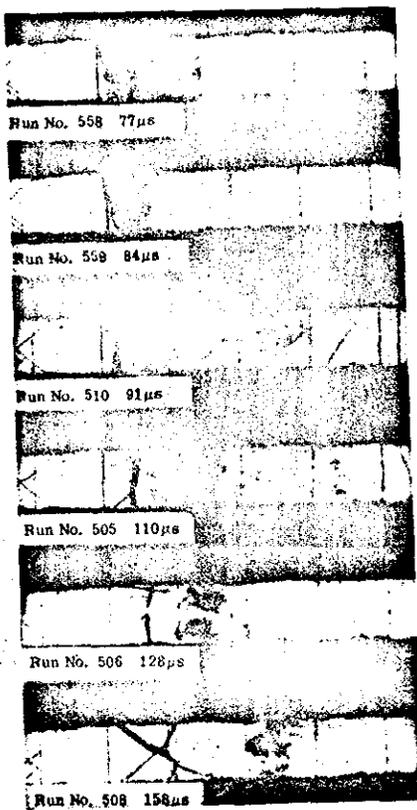 Run No. 558 77μs
Run No. 559 84μs
Run No. 510 91μs
Run No. 505 110μs
Run No. 506 128μs
Run No. 508 158μs